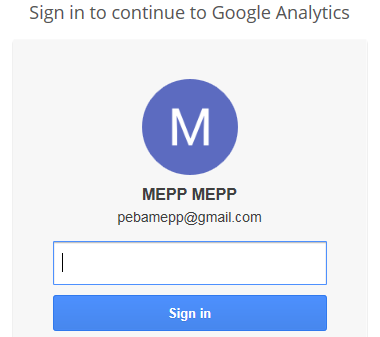 Sign in to continue to Google Analytics
M
MEPP MEPP
pebamepp@gmail.com
Sign in